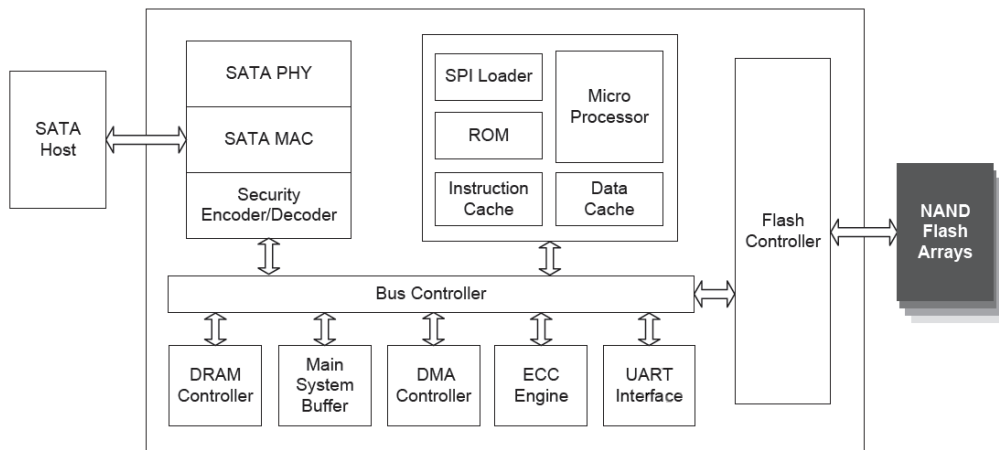 SATA
Host
SATA PHY
SATA MAC
Security
Encoder/Decoder
SPI Loader
ROM
Instruction
Cache
Micro
Processor
Data
Cache
Flash
Controller
NAND
Flash
Arrays
Bus Controller
DRAM
Controller
Main
System
Buffer
DMA
Controller
ECC
Engine
UART
Interface